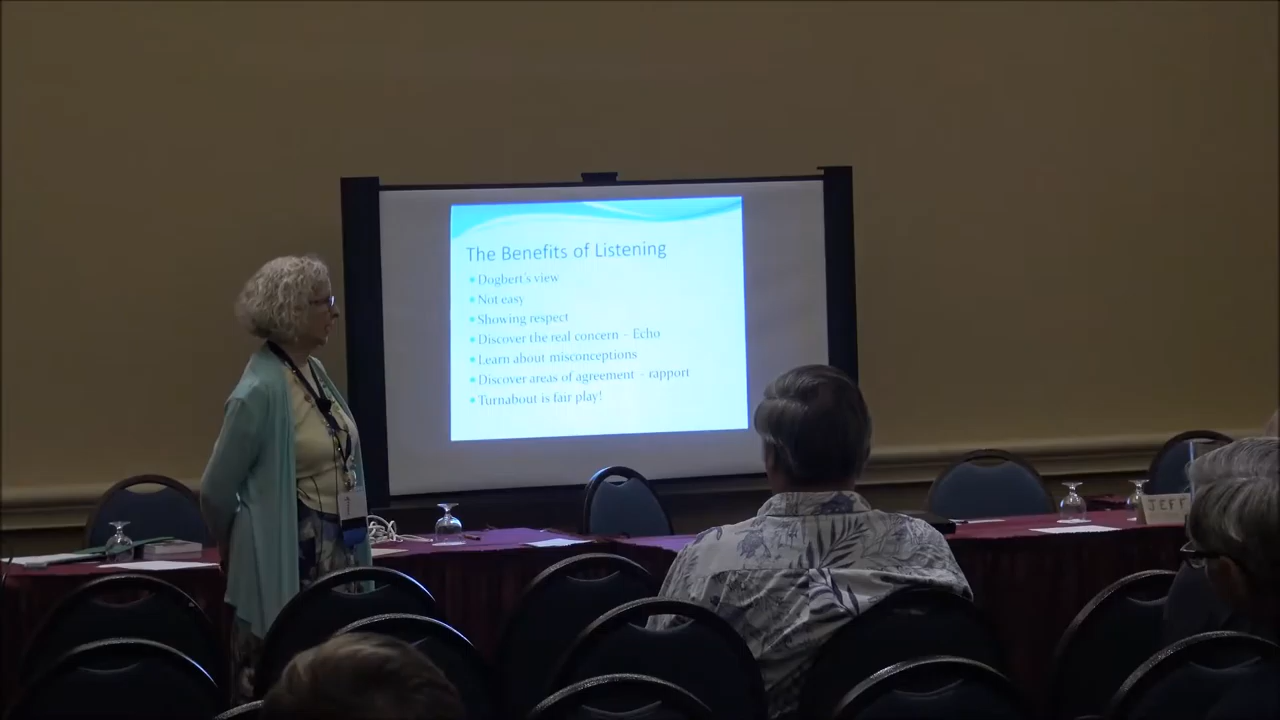 The Benefits of Listening
• Dogbert's view
• Not easy
• Showing respect
• Discover the real concern - Echo
• Learn about misconceptions
• Discover areas of agreement - rapport
• Turnabout is fair play!
JEFF